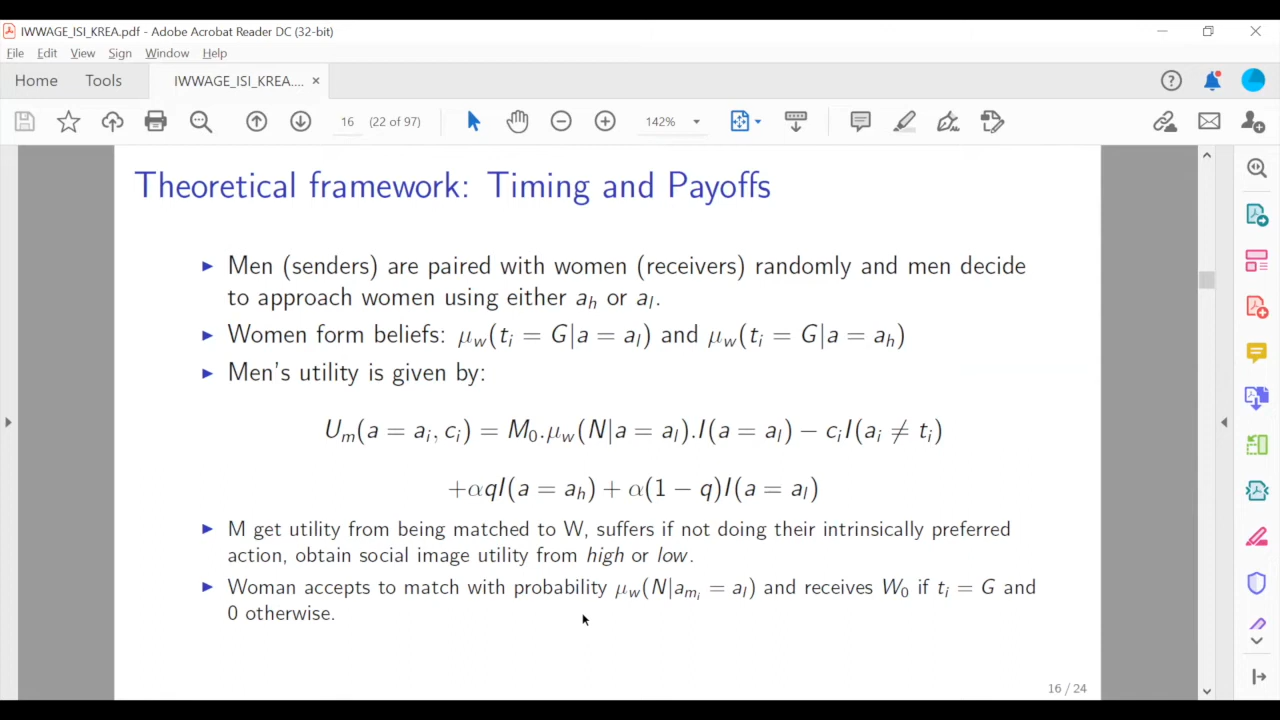 IWWAGE_ISI_KREA.pdf - Adobe Acrobat Reader DC (32-bit)
File Edit View Sign Window Help
Home Tools IWWAGE_ISI_KREA.... ×
16 (22 of 97) 142%
Theoretical framework: Timing and Payoffs
► Men (senders) are paired with women (receivers) randomly and men decide
to approach women using either a_h or a_l.
► Women form beliefs: μ_w(t_i = G|a = a_l) and μ_w(t_i = G|a = a_h)
► Men's utility is given by:
U_m(a = a_i, c_i) = M_0.μ_w(N|a = a_l).I(a = a_l) − c_iI(a_i ≠ t_i)
+αqI(a = a_h) + α(1 − q)I(a = a_l)
► M get utility from being matched to W, suffers if not doing their intrinsically preferred
action, obtain social image utility from high or low.
► Woman accepts to match with probability μ_w(N|a_{m_i} = a_l) and receives W_0 if t_i = G and
0 otherwise.
16 / 24